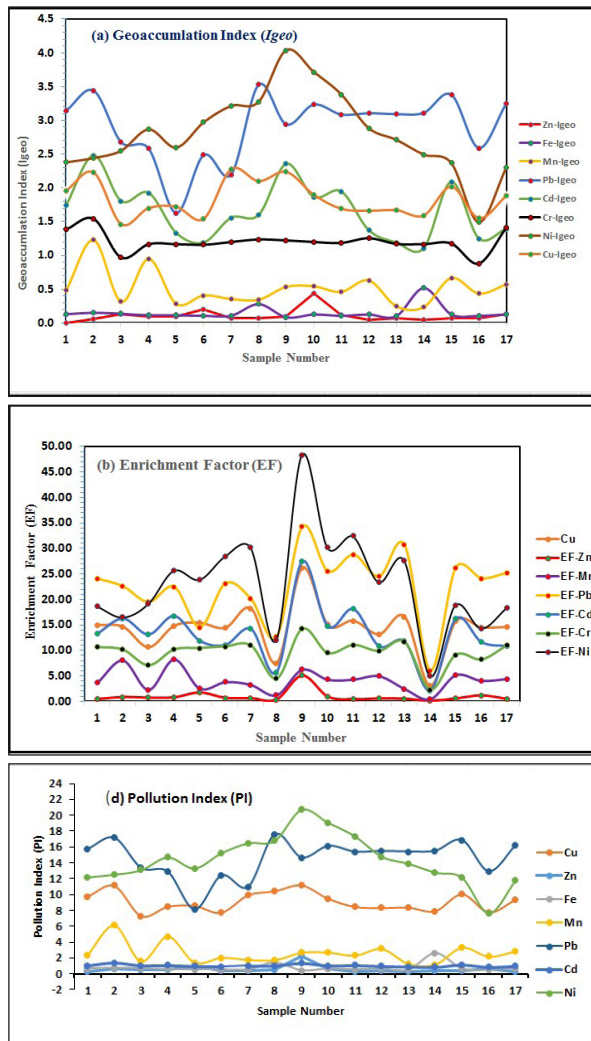 (a) Geoaccumlation Index (Igeo)
Geoaccumlation Index (Igeo)
4.5
4.0
3.5
3.0
2.5
2.0
1.5
1.0
0.5
0.0
1 2 3 4 5 6 7 8 9 10 11 12 13 14 15 16 17
Sample Number
Zn-Igeo
Fe-Igeo
Mn-Igeo
Pb-Igeo
Cd-Igeo
Cr-Igeo
Ni-Igeo
Cu-Igeo
(b) Enrichment Factor (EF)
Enrichment Factor (EF)
50.00
45.00
40.00
35.00
30.00
25.00
20.00
15.00
10.00
5.00
0.00
1 2 3 4 5 6 7 8 9 10 11 12 13 14 15 16 17
Sample Number
Cu
EF-Zn
EF-Mn
EF-Pb
EF-Cd
EF-Cr
EF-Ni
(d) Pollution Index (PI)
Pollution Index (PI)
24
22
20
18
16
14
12
10
8
6
4
2
0
-2
1 2 3 4 5 6 7 8 9 10 11 12 13 14 15 16 17
Sample Number
Cu
Zn
Fe
Mn
Pb
Cd
Ni